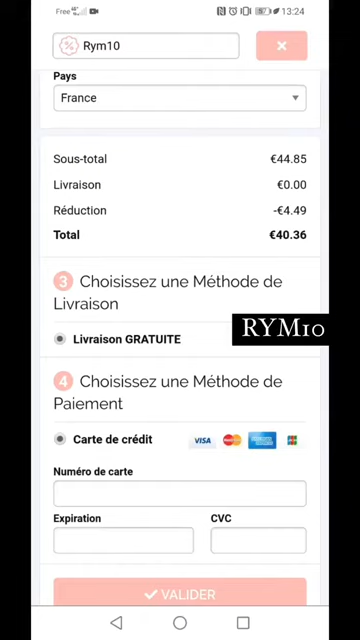 Free
57
13:24
Rym10
Pays
France
Sous-total €44.85
Livraison €0.00
Réduction -€4.49
Total €40.36
3 Choisissez une Méthode de
Livraison
RYM10
Livraison GRATUITE
4 Choisissez une Méthode de
Paiement
Carte de crédit VISA
Numéro de carte
Expiration CVC
VALIDER